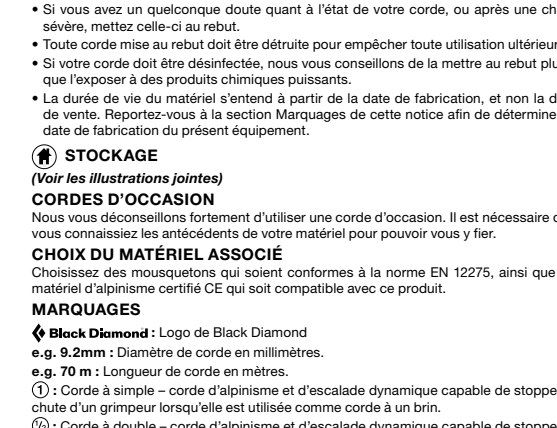 • Si vous avez un quelconque doute quant à l'état de votre corde, ou après une
sévère, mettez celle-ci au rebut.
• Toute corde mise au rebut doit être détruite pour empêcher toute utilisation
• Si votre corde doit être désinfectée, nous vous conseillons de la mettre au rebut
que l'exposer à des produits chimiques puissants.
• La durée de vie du matériel s'entend à partir de la date de fabrication, et non la
de vente. Reportez-vous à la section Marquages de cette notice afin de
date de fabrication du présent équipement.
STOCKAGE
(Voir les illustrations jointes)
CORDES D'OCCASION
Nous vous déconseillons fortement d'utiliser une corde d'occasion. Il est nécessaire
vous connaissiez les antécédents de votre matériel pour pouvoir vous y fier.
CHOIX DU MATÉRIEL ASSOCIÉ
Choisissez des mousquetons qui soient conformes à la norme EN 12275, ainsi que
matériel d'alpinisme certifié CE qui soit compatible avec ce produit.
MARQUAGES
Black Diamond : Logo de Black Diamond
e.g. 9.2mm : Diamètre de corde en millimètres.
e.g. 70 m : Longueur de corde en mètres.
① : Corde à simple – corde d'alpinisme et d'escalade dynamique capable de
chute d'un grimpeur lorsqu'elle est utilisée comme corde à un brin.
½ : Corde à double – corde d'alpinisme et d'escalade dynamique capable de